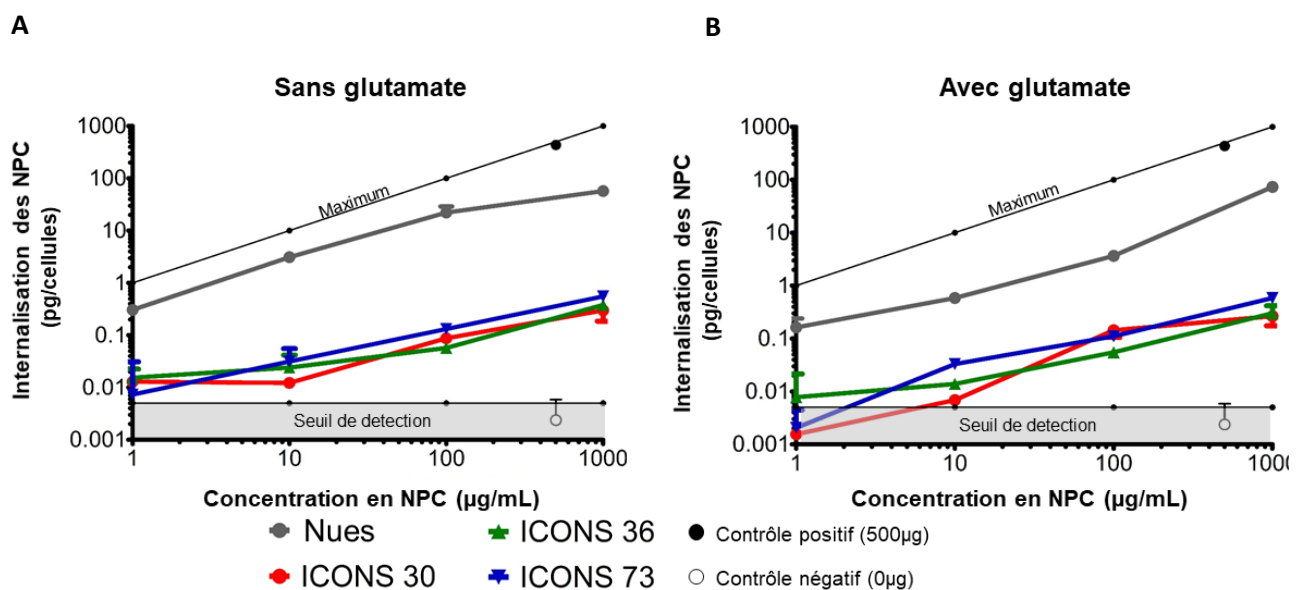 A
B
Sans glutamate
Avec glutamate
Internalisation des NPC
(pg/cellules)
1000
100
10
1
0.1
0.01
0.001
Maximum
Seuil de detection
1
10
100
1000
Concentration en NPC (µg/mL)
Internalisation des NPC
(pg/cellules)
1000
100
10
1
0.1
0.01
0.001
Maximum
Seuil de detection
1
10
100
1000
Concentration en NPC (µg/mL)
Nues
ICONS 36
Contrôle positif (500µg)
ICONS 30
ICONS 73
Contrôle négatif (0µg)